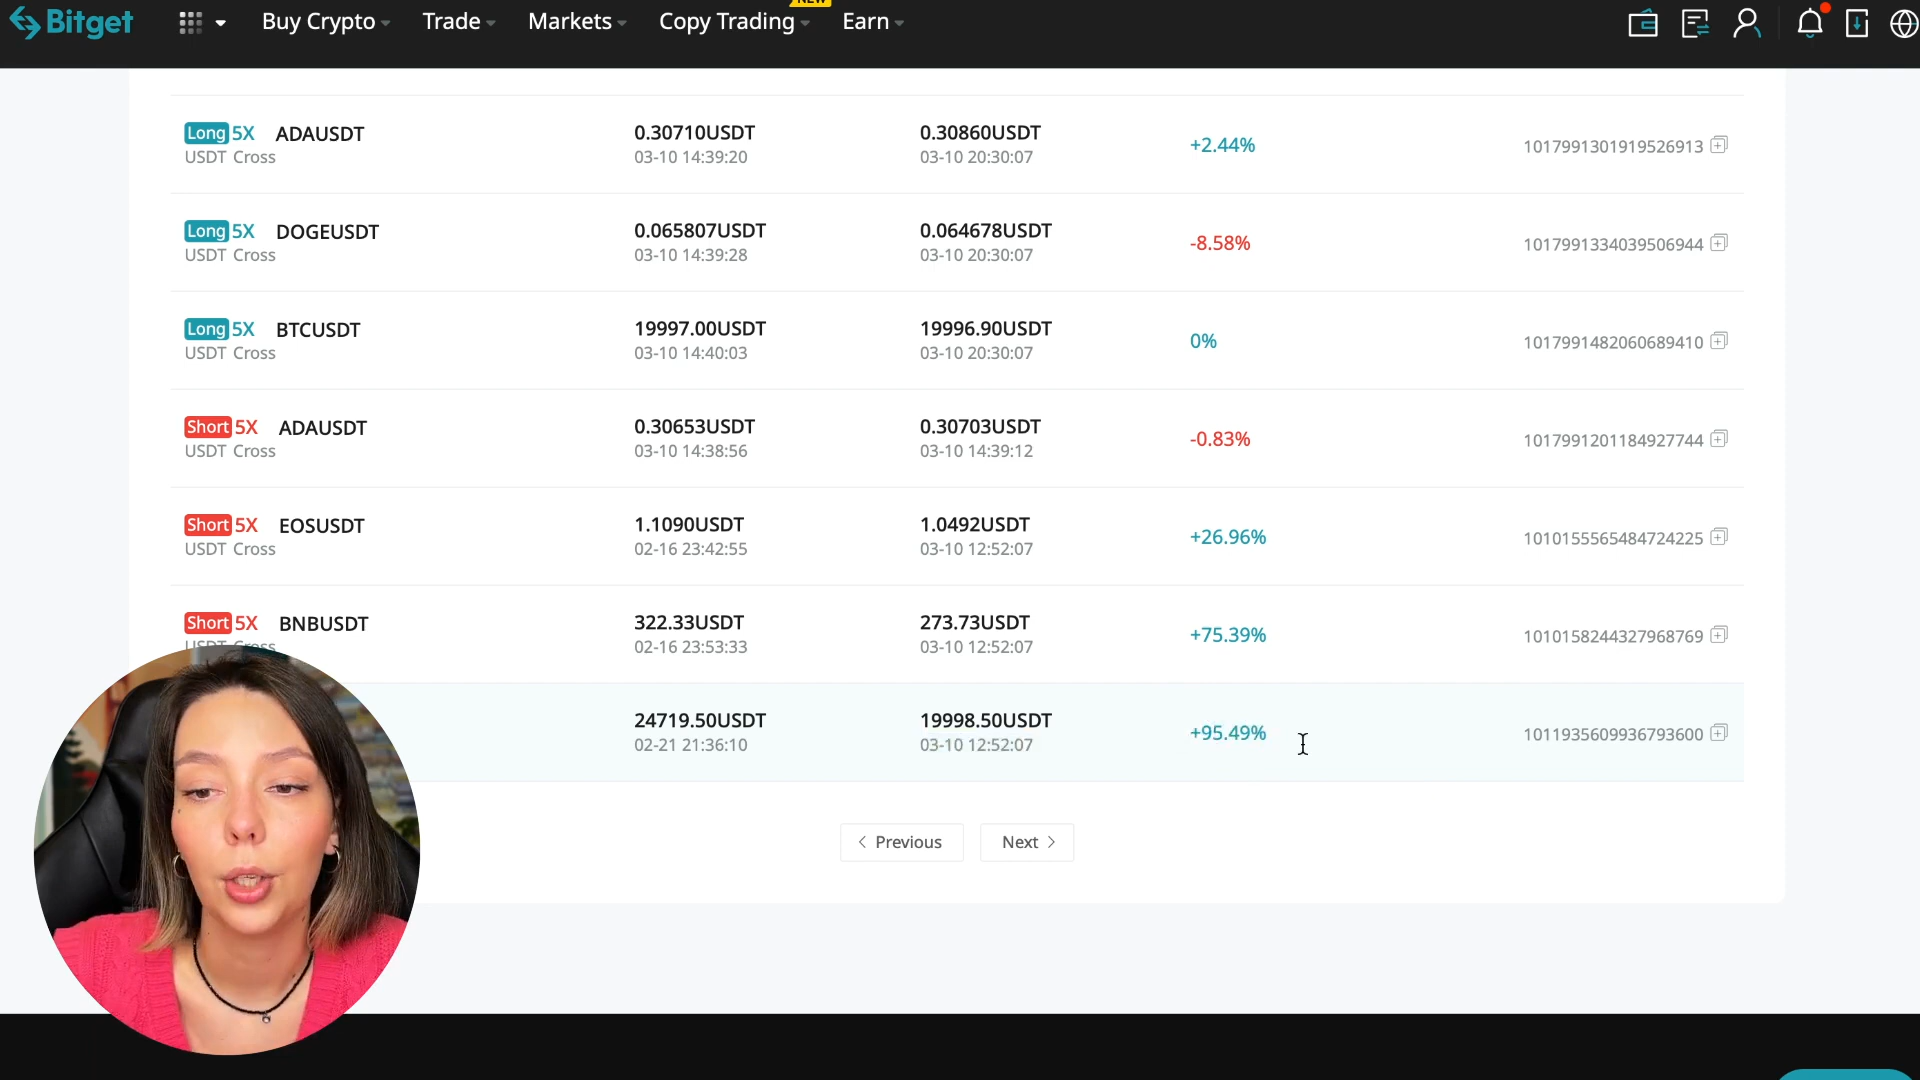 Bitget
Buy Crypto
Trade
Markets
Copy Trading
NEW
Earn
Long 5X ADAUSDT
USDT Cross
0.30710USDT
03-10 14:39:20
0.30860USDT
03-10 20:30:07
+2.44%
1017991301919526913
Long 5X DOGEUSDT
USDT Cross
0.065807USDT
03-10 14:39:28
0.064678USDT
03-10 20:30:07
-8.58%
1017991334039506944
Long 5X BTCUSDT
USDT Cross
19997.00USDT
03-10 14:40:03
19996.90USDT
03-10 20:30:07
0%
1017991482060689410
Short 5X ADAUSDT
USDT Cross
0.30653USDT
03-10 14:38:56
0.30703USDT
03-10 14:39:12
-0.83%
1017991201184927744
Short 5X EOSUSDT
USDT Cross
1.1090USDT
02-16 23:42:55
1.0492USDT
03-10 12:52:07
+26.96%
1010155565484724225
Short 5X BNBUSDT
USDT Cross
322.33USDT
02-16 23:53:33
273.73USDT
03-10 12:52:07
+75.39%
1010158244327968769
24719.50USDT
02-21 21:36:10
19998.50USDT
03-10 12:52:07
+95.49%
1011935609936793600
Previous
Next